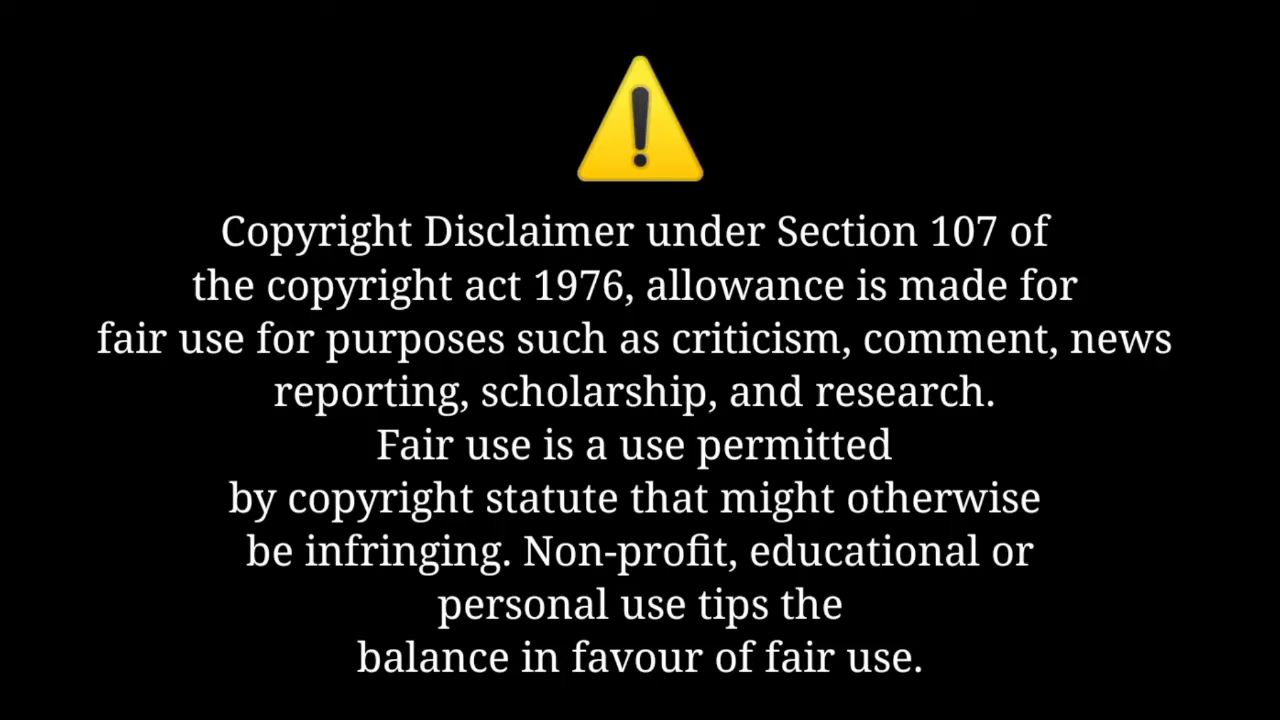 Copyright Disclaimer under Section 107 of
the copyright act 1976, allowance is made for
fair use for purposes such as criticism, comment, news
reporting, scholarship, and research.
Fair use is a use permitted
by copyright statute that might otherwise
be infringing. Non-profit, educational or
personal use tips the
balance in favour of fair use.